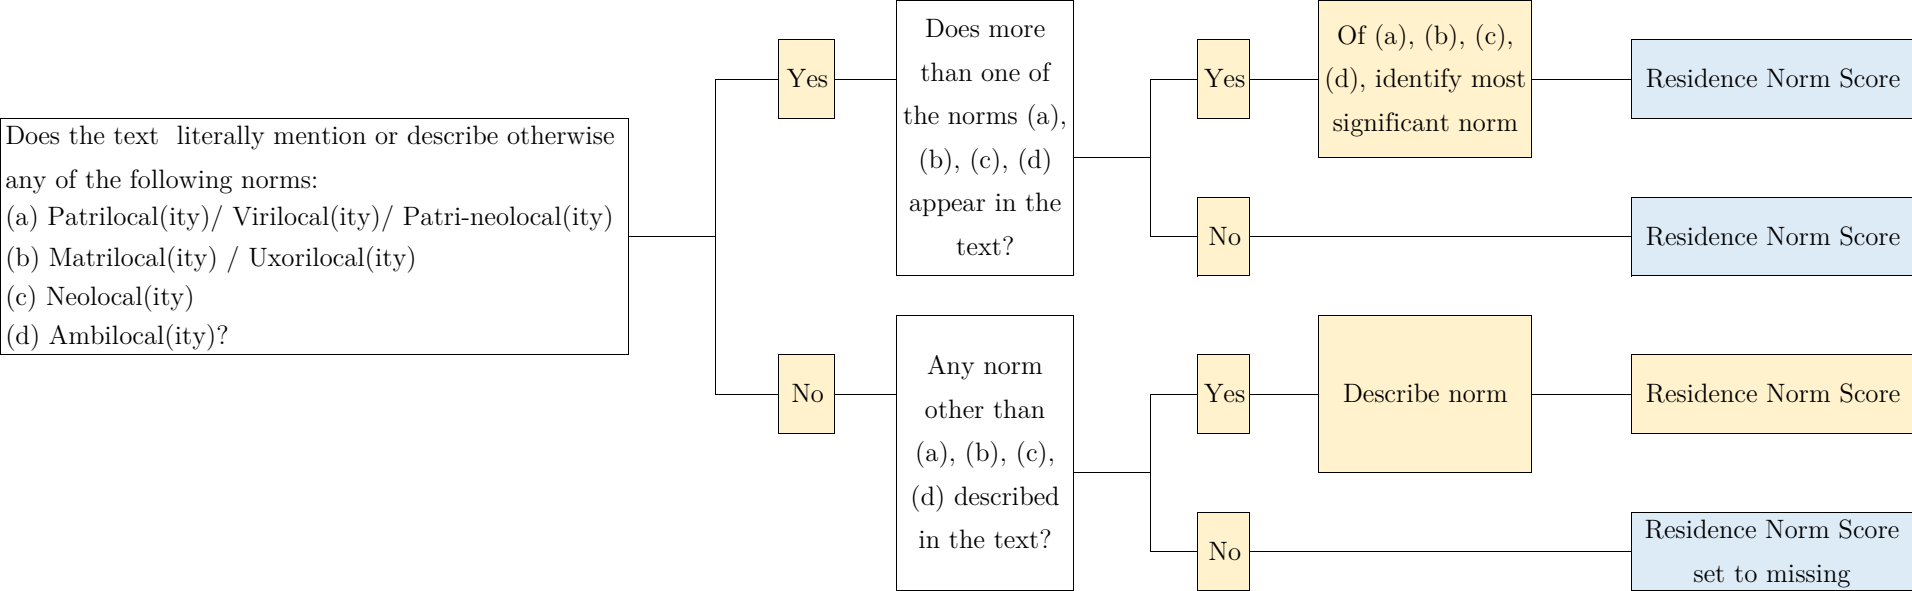 Does the text literally mention or describe otherwise
any of the following norms:
(a) Patrilocal(ity)/ Virilocal(ity)/ Patri-neolocal(ity)
(b) Matrilocal(ity) / Uxorilocal(ity)
(c) Neolocal(ity)
(d) Ambilocal(ity)?
Yes
Does more
than one of
the norms (a),
(b), (c), (d)
appear in the
text?
Yes
Of (a), (b), (c),
(d), identify most
significant norm
Residence Norm Score
No
Residence Norm Score
No
Any norm
other than
(a), (b), (c),
(d) described
in the text?
Yes
Describe norm
Residence Norm Score
No
Residence Norm Score
set to missing